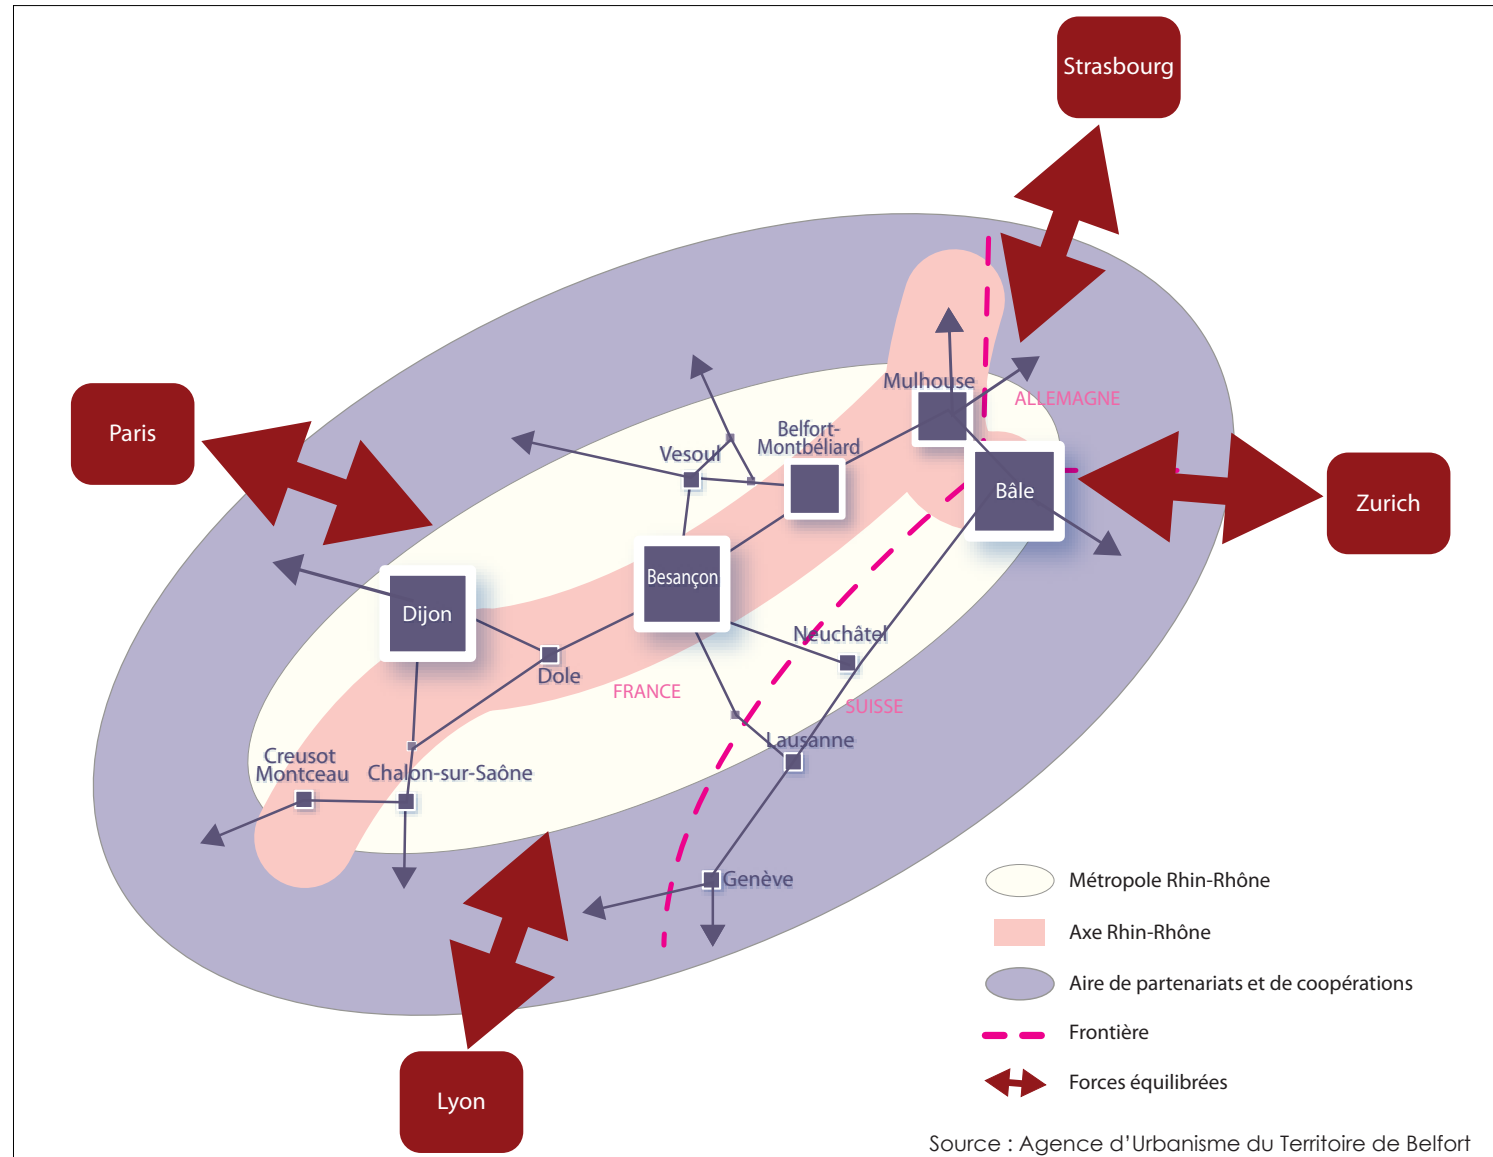 Strasbourg
Paris
Mulhouse
ALLEMAGNE
Belfort-
Montbéliard
Vesoul
Bâle
Zurich
Besançon
Dijon
Neuchâtel
Dole
FRANCE
SUISSE
Lausanne
Creusot
Montceau
Chalon-sur-Saône
Genève
Lyon
Métropole Rhin-Rhône
Axe Rhin-Rhône
Aire de partenariats et de coopérations
Frontière
Forces équilibrées
Source : Agence d'Urbanisme du Territoire de Belfort